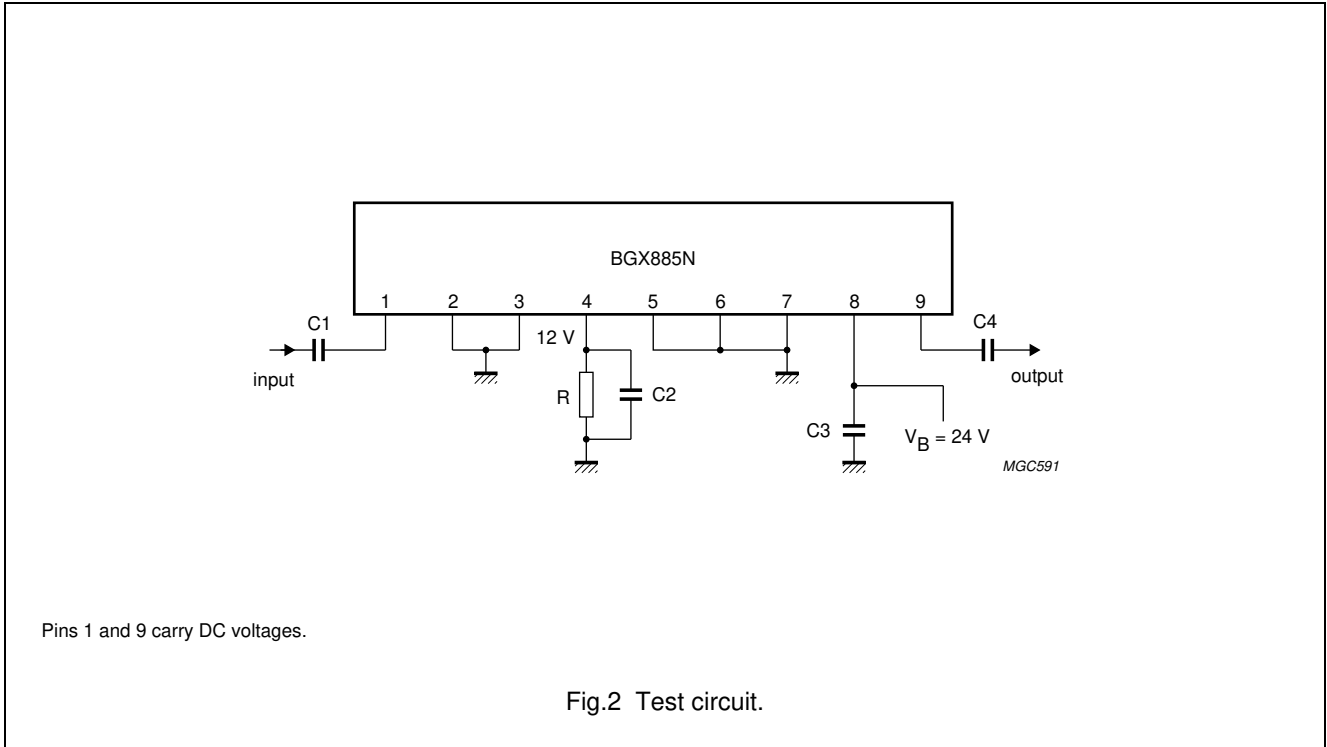 BGX885N
1 2 3 4 5 6 7 8 9
C1
12 V
C4
input
output
R
C2
C3
VB = 24 V
MGC591
Pins 1 and 9 carry DC voltages.
Fig.2 Test circuit.